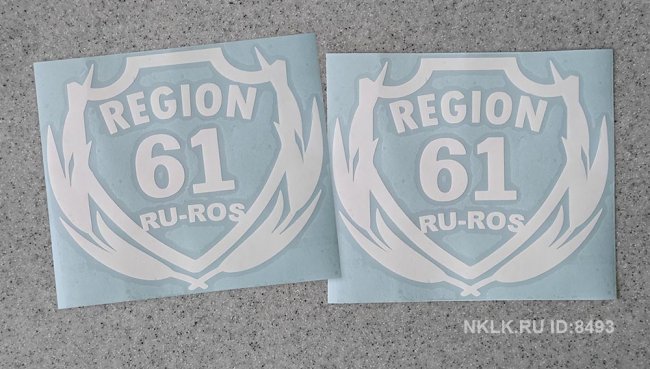 REGION
61
RU-ROS
REGION
61
RU-ROS
NKLK.RU ID:8493